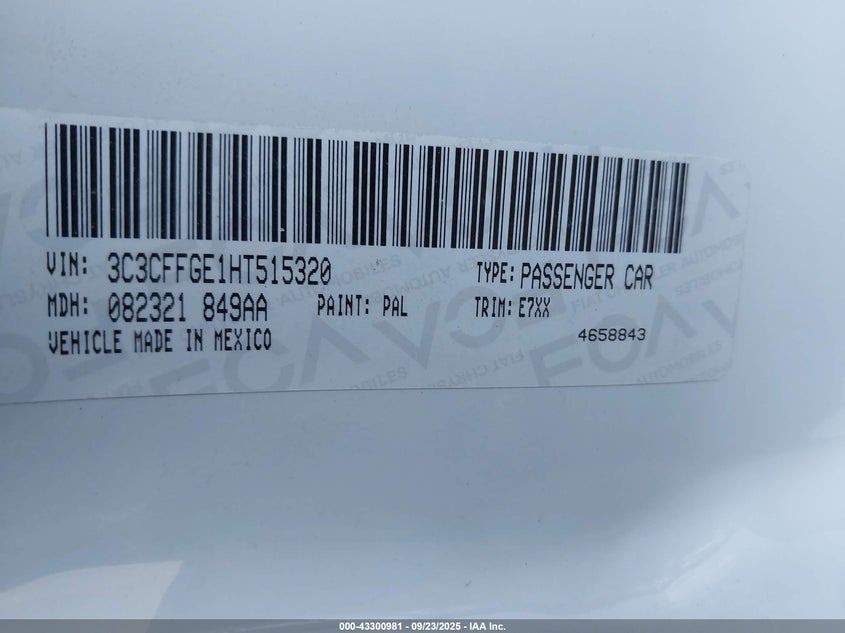 VIN: 3C3CFFGE1HT515320 TYPE: PASSENGER CAR
MDH: 082321 849AA PAINT: PAL TRIM: E7XX
VEHICLE MADE IN MEXICO 4658843
000-43300981 - 09/23/2025 - IAA Inc.